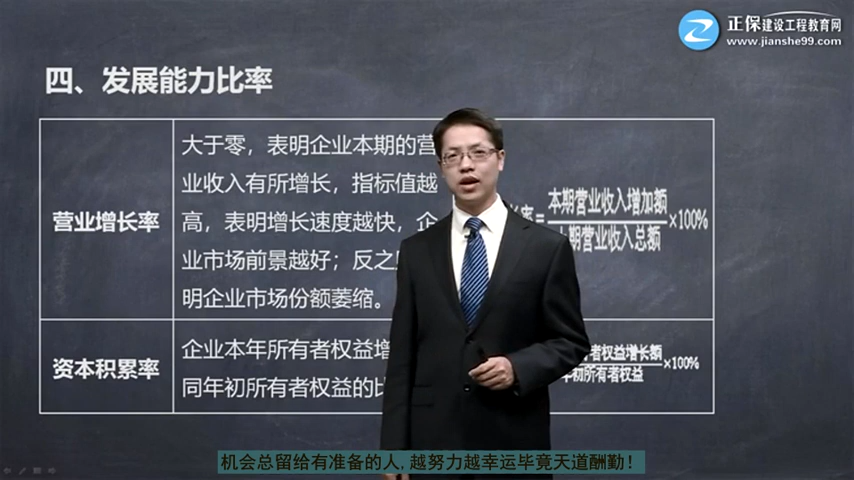 正保建设工程教育网
www.jianshe99.com
四、发展能力比率
营业增长率
大于零，表明企业本期的营
业收入有所增长，指标值越
高，表明增长速度越快，企
业市场前景越好；反之
明企业市场份额萎缩。
率=
本期营业收入增加额
期营业收入总额
×100%
资本积累率
企业本年所有者权益增
同年初所有者权益的比
者权益增长额
年初所有者权益
×100%
机会总留给有准备的人,越努力越幸运毕竟天道酬勤!